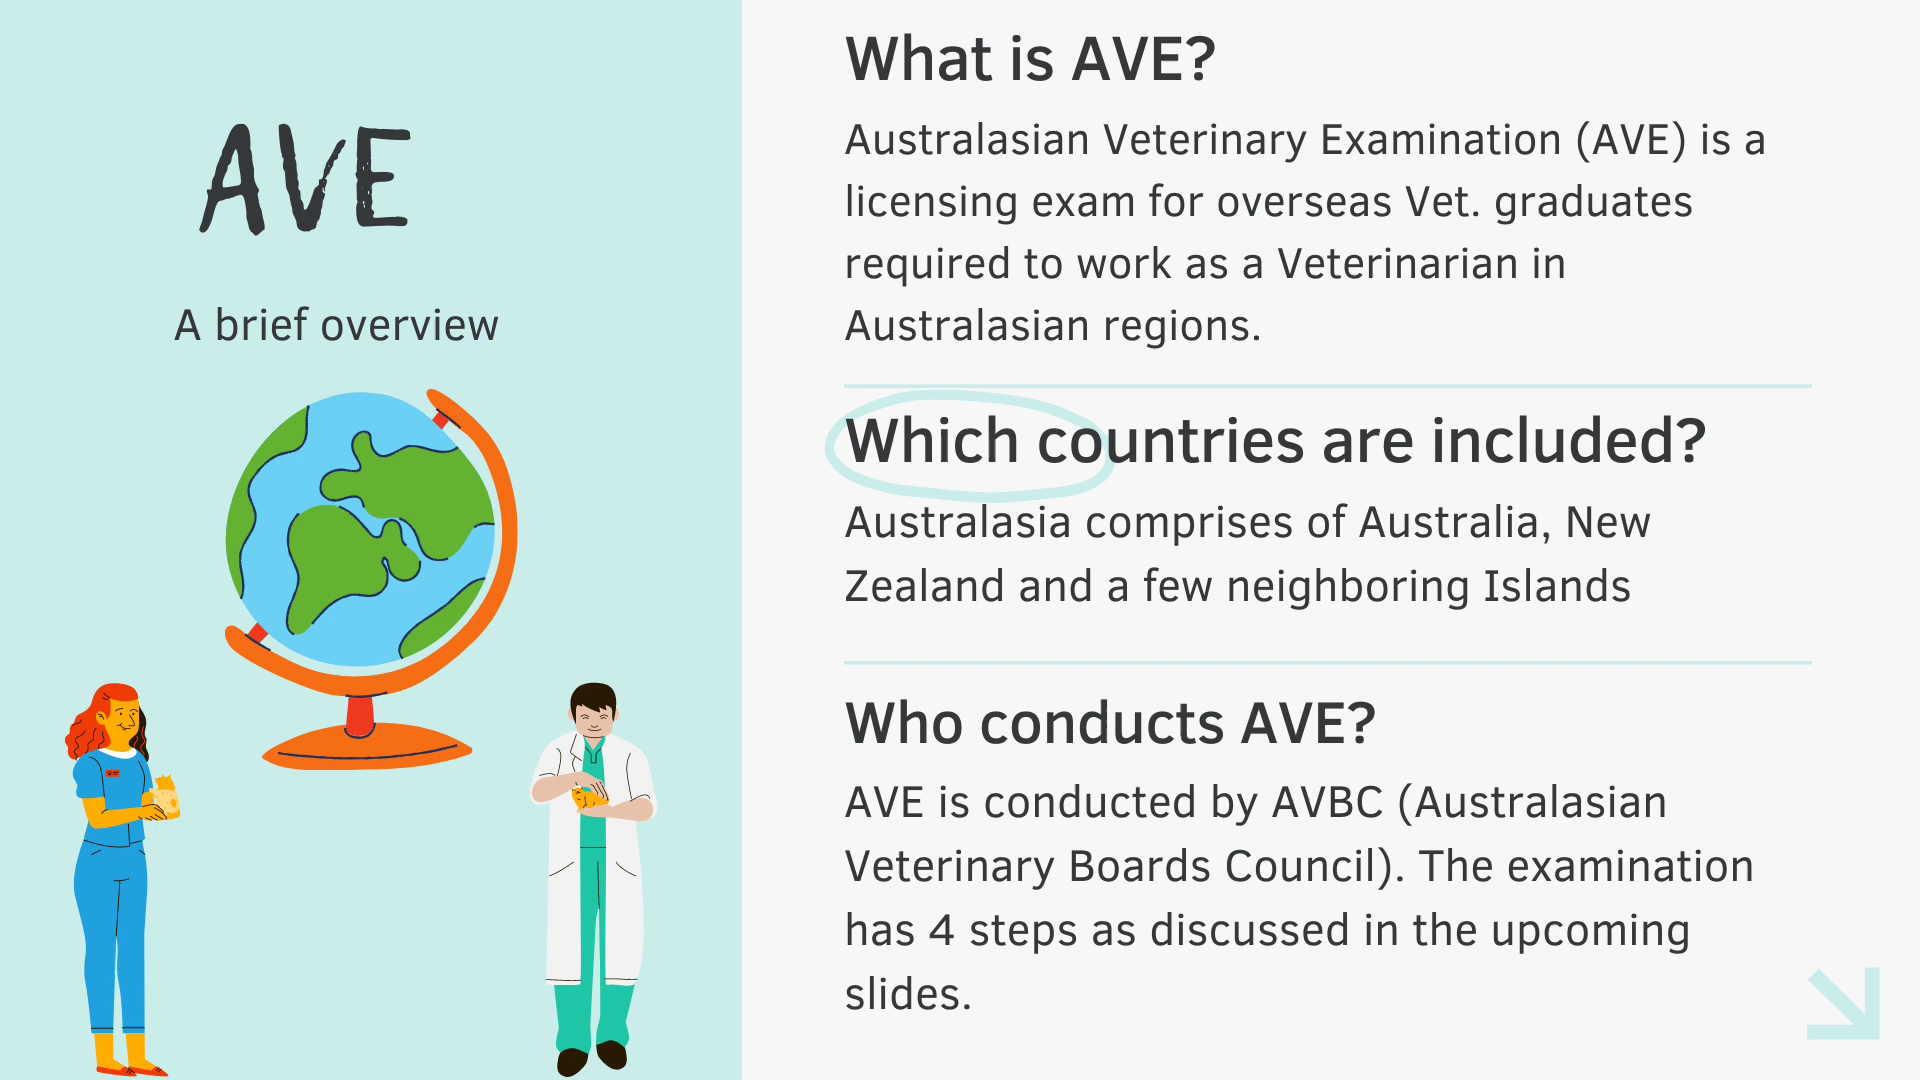 AVE
A brief overview
What is AVE?
Australasian Veterinary Examination (AVE) is a
licensing exam for overseas Vet. graduates
required to work as a Veterinarian in
Australasian regions.
Which countries are included?
Australasia comprises of Australia, New
Zealand and a few neighboring Islands
Who conducts AVE?
AVE is conducted by AVBC (Australasian
Veterinary Boards Council). The examination
has 4 steps as discussed in the upcoming
slides.